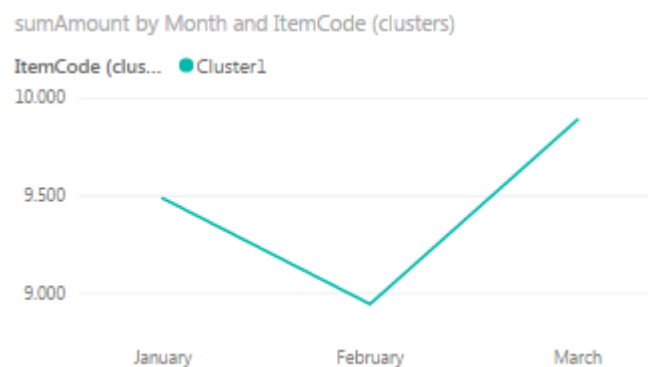 sumAmount by Month and ItemCode (clusters)
ItemCode (clus... Cluster1
10.000
9.500
9.000
January February March